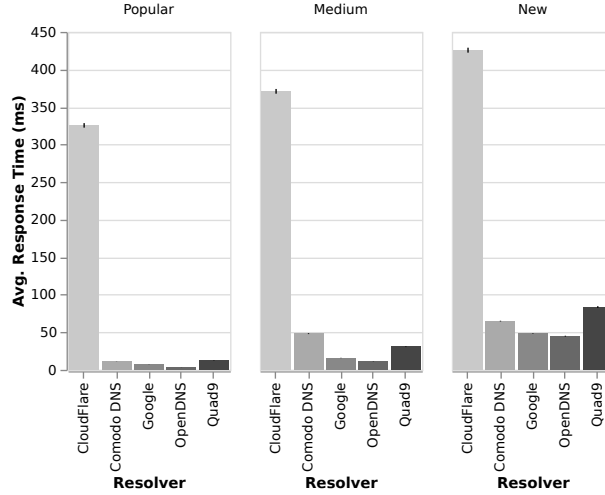 Popular Medium New
Avg. Response Time (ms)
450
400
350
300
250
200
150
100
50
0
CloudFlare Comodo DNS Google OpenDNS Quad9 CloudFlare Comodo DNS Google OpenDNS Quad9 CloudFlare Comodo DNS Google OpenDNS Quad9
Resolver Resolver Resolver